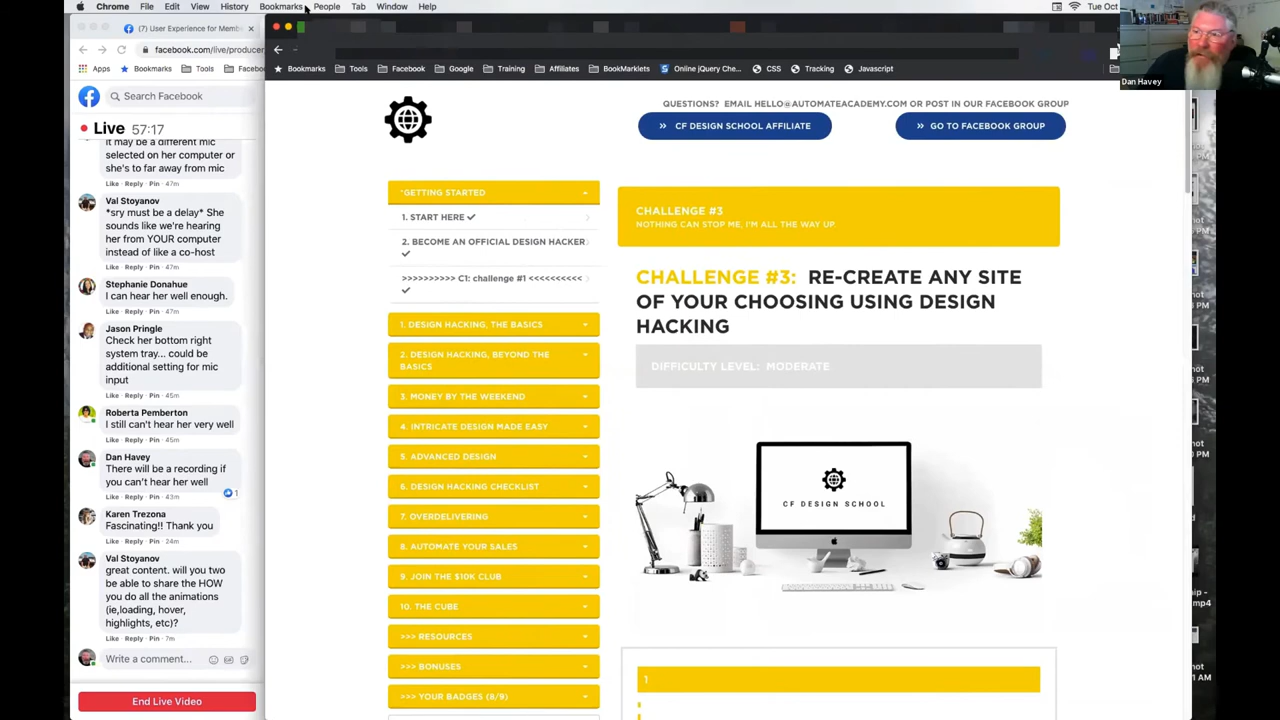 Chrome File Edit View History Bookmarks People Tab Window Help
Tue Oct
Dan Havey
(7) User Experience for Memb
facebook.com/live/producer
Apps Bookmarks Tools Facebo
Search Facebook
Live 57:17
it may be a different mic
selected on her computer or
she's to far away from mic
Like · Reply · Pin · 47m
Val Stoyanov
*sry must be a delay* She
sounds like we're hearing
her from YOUR computer
instead of like a co-host
Like · Reply · Pin · 47m
Stephanie Donahue
I can hear her well enough.
Like · Reply · Pin · 47m
Jason Pringle
Check her bottom right
system tray... could be
additional setting for mic
input
Like · Reply · Pin · 45m
Roberta Pemberton
I still can't hear her very well
Like · Reply · Pin · 45m
Dan Havey
There will be a recording if
you can't hear her well
1
Like · Reply · Pin · 43m
Karen Trezona
Fascinating!! Thank you
Like · Reply · Pin · 24m
Val Stoyanov
great content. will you two
be able to share the HOW
you do all the animations
(ie,loading, hover,
highlights, etc)?
Like · Reply · Pin · 7m
Write a comment...
End Live Video
Bookmarks Tools Facebook Google Training Affiliates BookMarklets Online jQuery Che... CSS Tracking Javascript
QUESTIONS? EMAIL HELLO@AUTOMATEACADEMY.COM OR POST IN OUR FACEBOOK GROUP
CF DESIGN SCHOOL AFFILIATE
GO TO FACEBOOK GROUP
*GETTING STARTED
1. START HERE ✓
2. BECOME AN OFFICIAL DESIGN HACKER
✓
>>>>>>>>>> C1: challenge #1 <<<<<<<<<<
✓
1. DESIGN HACKING, THE BASICS
2. DESIGN HACKING, BEYOND THE
BASICS
3. MONEY BY THE WEEKEND
4. INTRICATE DESIGN MADE EASY
5. ADVANCED DESIGN
6. DESIGN HACKING CHECKLIST
7. OVERDELIVERING
8. AUTOMATE YOUR SALES
9. JOIN THE $10K CLUB
10. THE CUBE
>>> RESOURCES
>>> BONUSES
>>> YOUR BADGES (8/9)
CHALLENGE #3
NOTHING CAN STOP ME, I'M ALL THE WAY UP.
CHALLENGE #3: RE-CREATE ANY SITE
OF YOUR CHOOSING USING DESIGN
HACKING
DIFFICULTY LEVEL: MODERATE
CF DESIGN SCHOOL
1